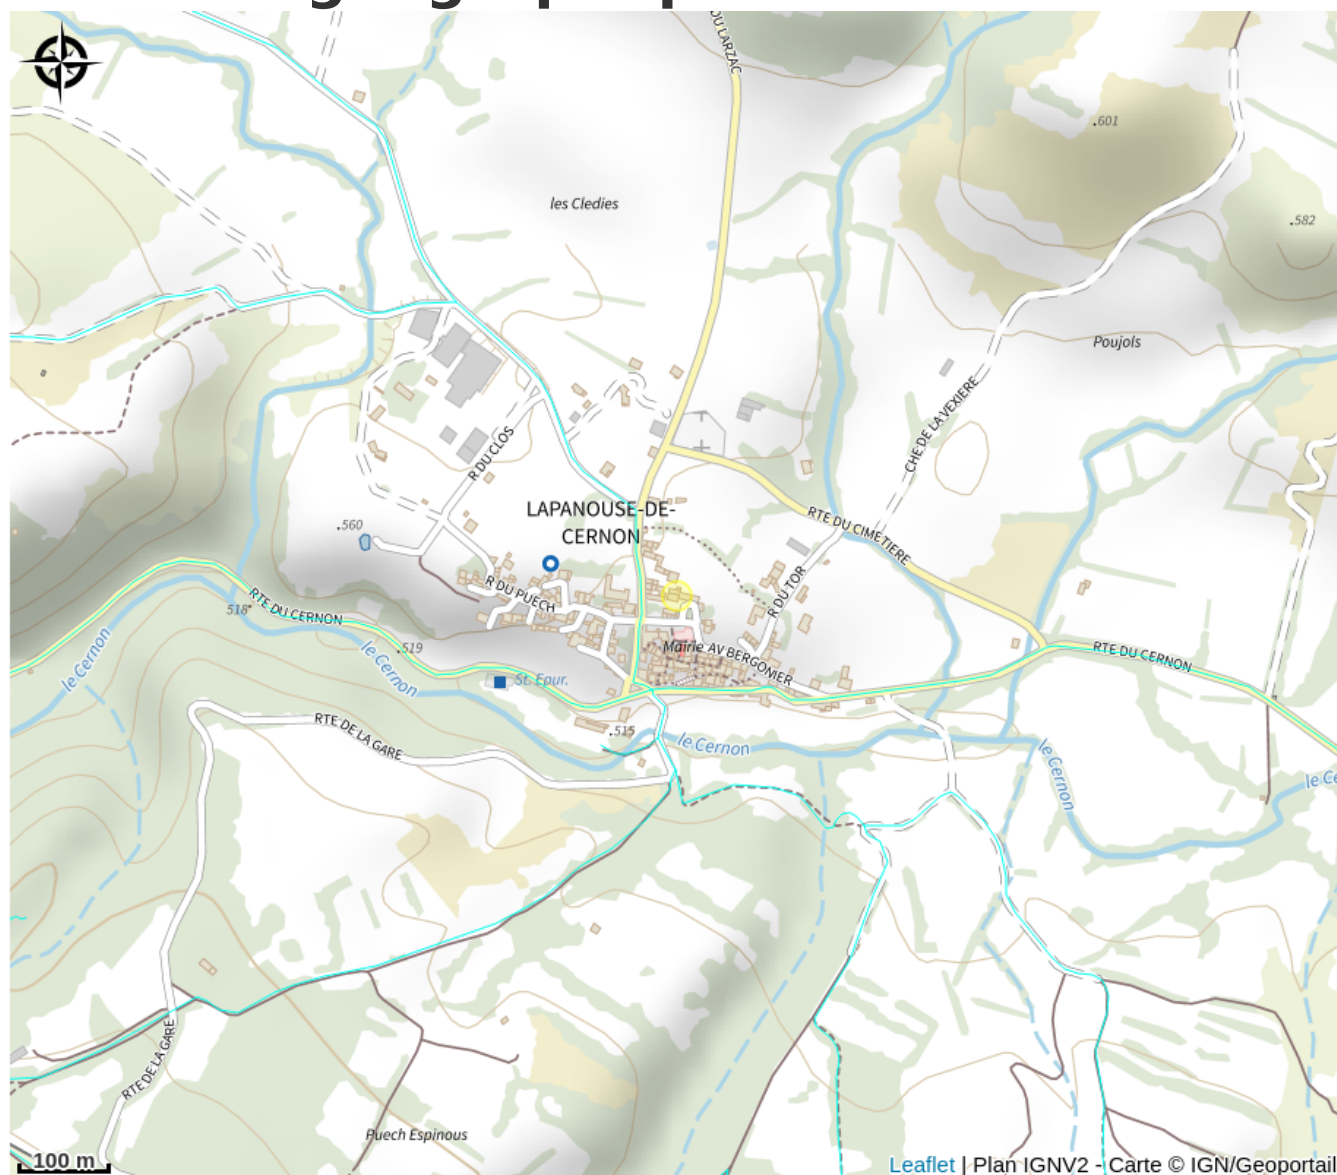 DU LARZAC
.601
les Cledies
.582
Poujols
CHE DE LA VEXIERE
R DU CLOS
LAPANOUSE-DE-
CERNON
.560
RTE DU CIMETIERE
R DU PUECH
R DU TOR
518
RTE DU CERNON
.519
le Cernon
le Cernon
Mairie
AV BERGONIER
RTE DU CERNON
St. Epur.
.515
RTE DE LA GARE
le Cernon
le Cernon
RTE DE LA GARE
Puech Espinous
100 m
Leaflet | Plan IGNV2 - Carte © IGN/Geoportail